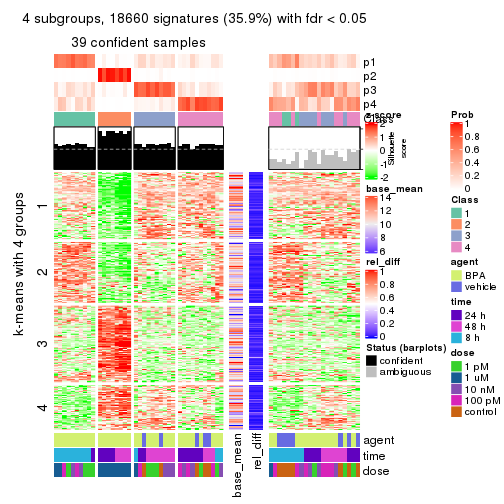 4 subgroups, 18660 signatures (35.9%) with fdr < 0.05
39 confident samples
p1
p2
p3
p4
Class
z-score
2
1
0
-1
-2
Silhouette
score
k-means with 4 groups
1
2
3
4
base_mean
14
12
10
8
6
rel_diff
1
0.8
0.6
0.4
0.2
0
Status (barplots)
confident
ambiguous
Prob
1
0.8
0.6
0.4
0.2
0
Class
1
2
3
4
agent
BPA
vehicle
time
24 h
48 h
8 h
dose
1 pM
1 uM
10 nM
100 pM
control
agent
time
dose
base_mean
rel_diff